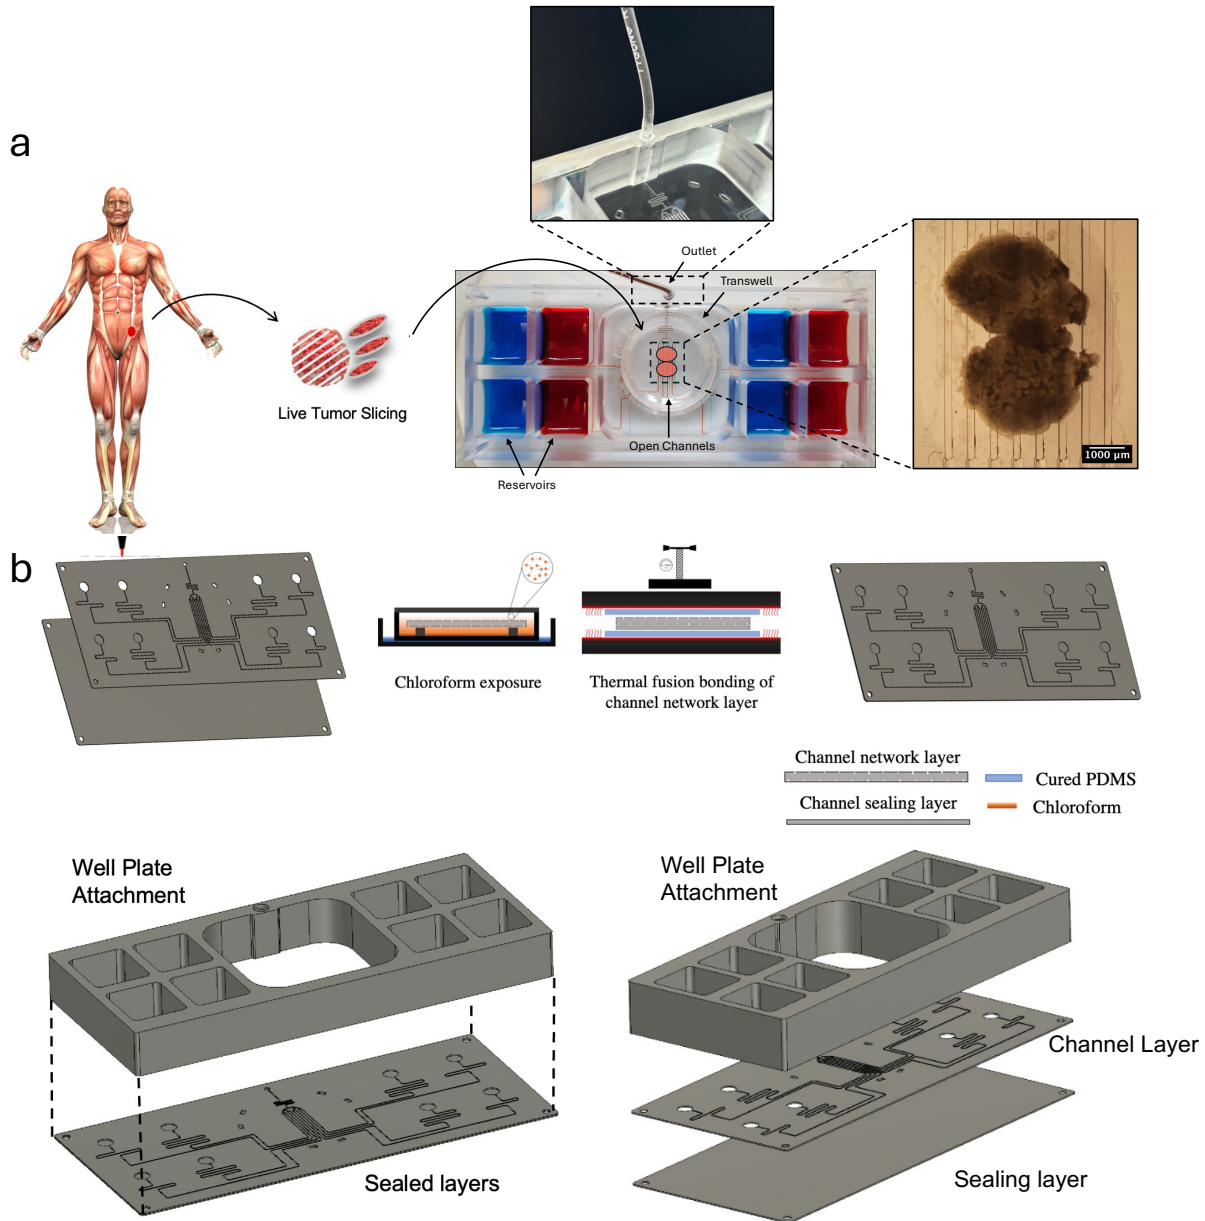 a
Outlet
Transwell
Live Tumor Slicing
Open Channels
Reservoirs
1000 µm
b
Chloroform exposure
Thermal fusion bonding of
channel network layer
Channel network layer
Cured PDMS
Channel sealing layer
Chloroform
Well Plate
Attachment
Well Plate
Attachment
Channel Layer
Sealed layers
Sealing layer